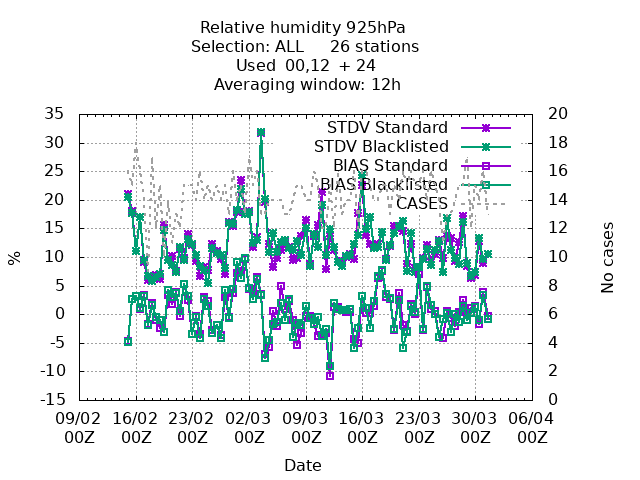 Relative humidity 925hPa
Selection: ALL 26 stations
Used 00,12 + 24
Averaging window: 12h
STDV Standard
STDV Blacklisted
BIAS Standard
BIAS Blacklisted
CASES
%
35
30
25
20
15
10
5
0
-5
-10
-15
20
18
16
14
12
10
8
6
4
2
0
No cases
09/02 16/02 23/02 02/03 09/03 16/03 23/03 30/03 06/04
00Z 00Z 00Z 00Z 00Z 00Z 00Z 00Z 00Z
Date